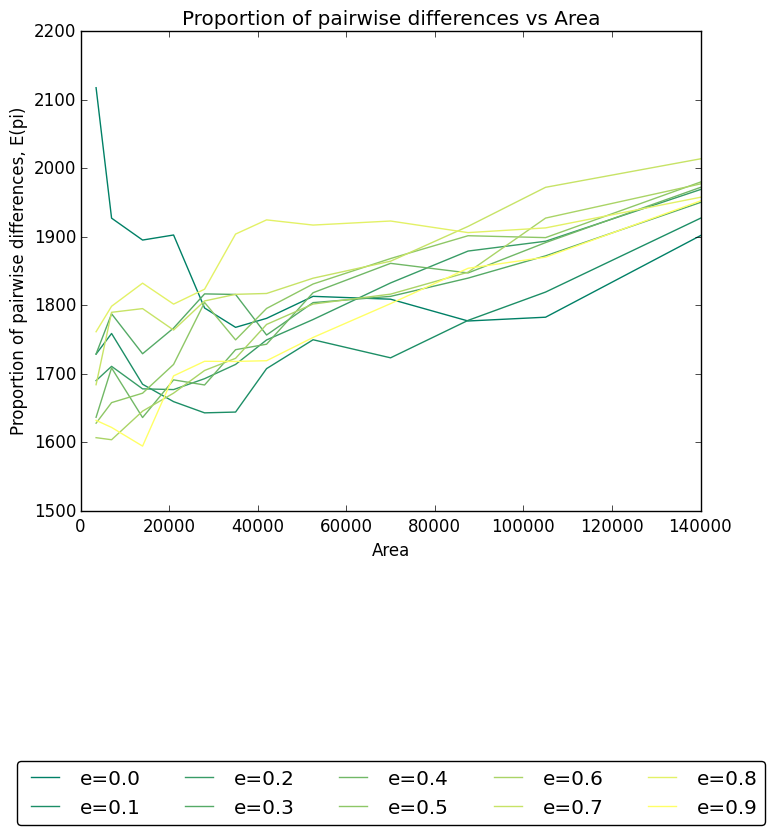 Proportion of pairwise differences vs Area
Proportion of pairwise differences, E(pi)
2200
2100
2000
1900
1800
1700
1600
1500
0 20000 40000 60000 80000 100000 120000 140000
Area
e=0.0 e=0.2 e=0.4 e=0.6 e=0.8
e=0.1 e=0.3 e=0.5 e=0.7 e=0.9